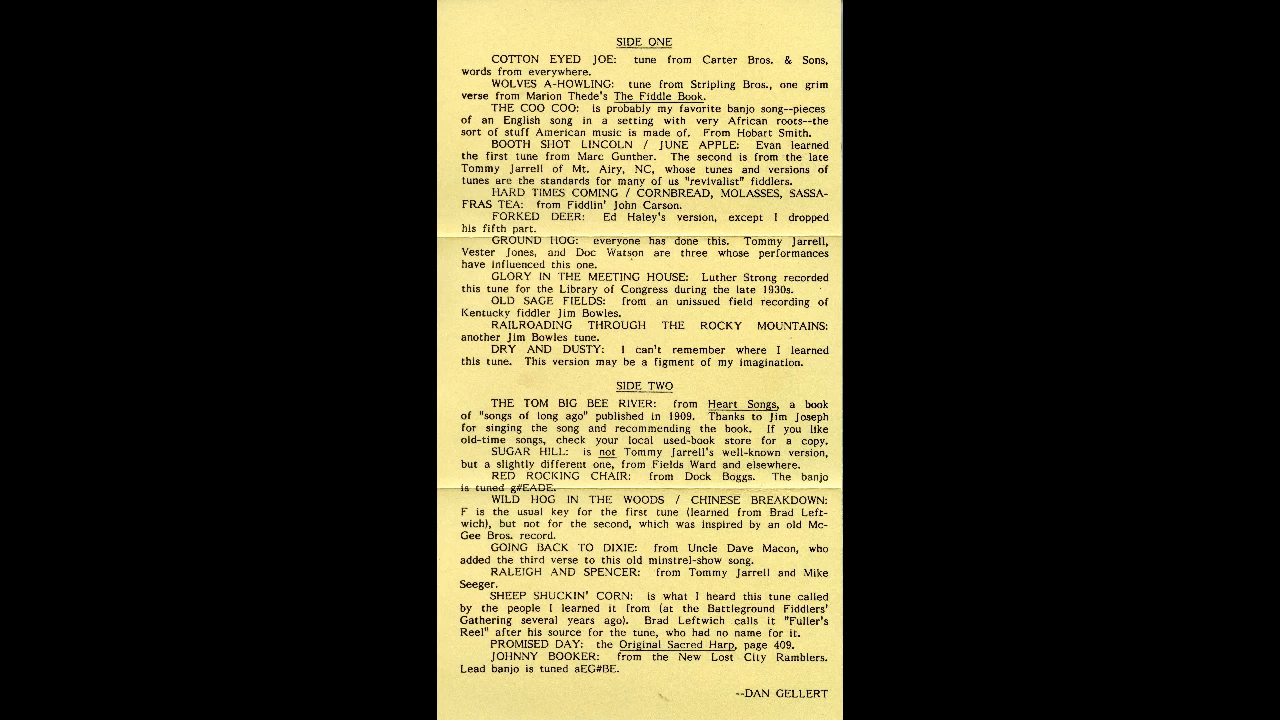 SIDE ONE
COTTON EYED JOE: tune from Carter Bros. & Sons,
words from everywhere.
WOLVES A-HOWLING: tune from Stripling Bros., one grim
verse from Marion Thede's The Fiddle Book.
THE COO COO: is probably my favorite banjo song--pieces
of an English song in a setting with very African roots--the
sort of stuff American music is made of. From Hobart Smith.
BOOTH SHOT LINCOLN / JUNE APPLE: Evan learned
the first tune from Marc Gunther. The second is from the late
Tommy Jarrell of Mt. Airy, NC, whose tunes and versions of
tunes are the standards for many of us "revivalist" fiddlers.
HARD TIMES COMING / CORNBREAD, MOLASSES, SASSA-
FRAS TEA: from Fiddlin' John Carson.
FORKED DEER: Ed Haley's version, except I dropped
his fifth part.
GROUND HOG: everyone has done this. Tommy Jarrell,
Vester Jones, and Doc Watson are three whose performances
have influenced this one.
GLORY IN THE MEETING HOUSE: Luther Strong recorded
this tune for the Library of Congress during the late 1930s.
OLD SAGE FIELDS: from an unissued field recording of
Kentucky fiddler Jim Bowles.
RAILROADING THROUGH THE ROCKY MOUNTAINS:
another Jim Bowles tune.
DRY AND DUSTY: I can't remember where I learned
this tune. This version may be a figment of my imagination.
SIDE TWO
THE TOM BIG BEE RIVER: from Heart Songs, a book
of "songs of long ago" published in 1909. Thanks to Jim Joseph
for singing the song and recommending the book. If you like
old-time songs, check your local used-book store for a copy.
SUGAR HILL: is not Tommy Jarrell's well-known version,
but a slightly different one, from Fields Ward and elsewhere.
RED ROCKING CHAIR: from Dock Boggs. The banjo
is tuned g#EADE.
WILD HOG IN THE WOODS / CHINESE BREAKDOWN:
F is the usual key for the first tune (learned from Brad Left-
wich), but not for the second, which was inspired by an old Mc-
Gee Bros. record.
GOING BACK TO DIXIE: from Uncle Dave Macon, who
added the third verse to this old minstrel-show song.
RALEIGH AND SPENCER: from Tommy Jarrell and Mike
Seeger.
SHEEP SHUCKIN' CORN: is what I heard this tune called
by the people I learned it from (at the Battleground Fiddlers'
Gathering several years ago). Brad Leftwich calls it "Fuller's
Reel" after his source for the tune, who had no name for it.
PROMISED DAY: the Original Sacred Harp, page 409.
JOHNNY BOOKER: from the New Lost City Ramblers.
Lead banjo is tuned aEG#BE.
--DAN GELLERT